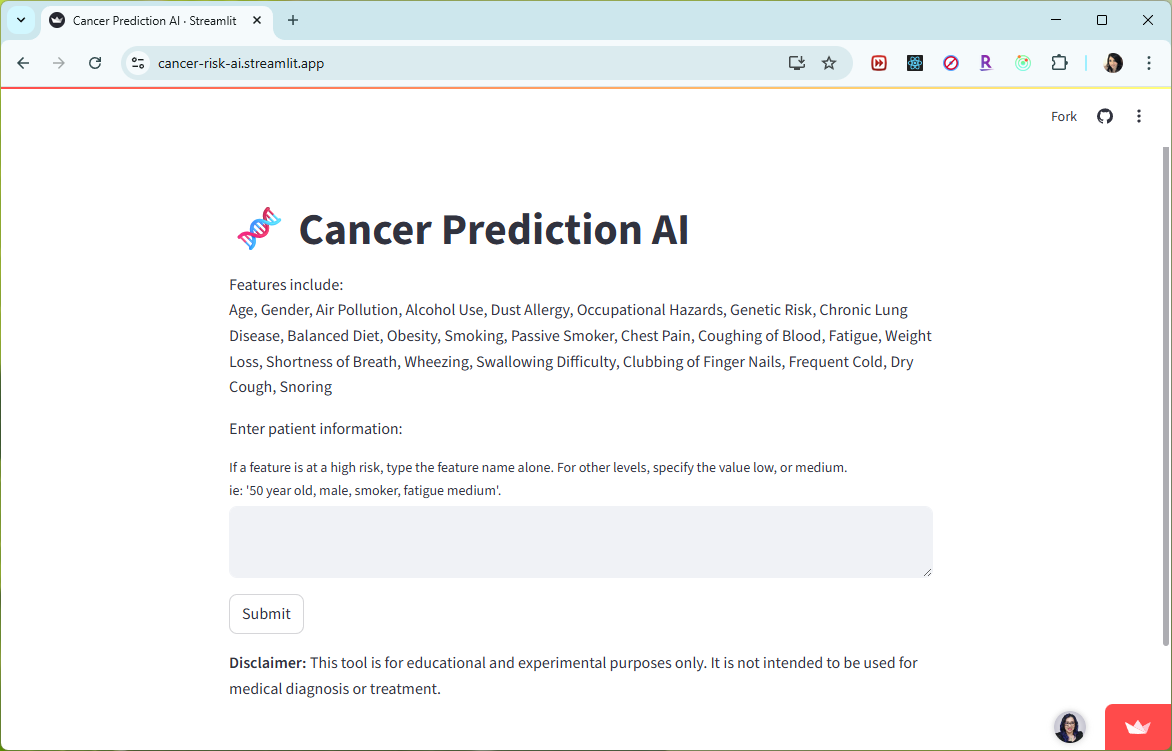 Cancer Prediction AI · Streamlit
cancer-risk-ai.streamlit.app
R
Fork
Cancer Prediction AI
Features include:
Age, Gender, Air Pollution, Alcohol Use, Dust Allergy, Occupational Hazards, Genetic Risk, Chronic Lung
Disease, Balanced Diet, Obesity, Smoking, Passive Smoker, Chest Pain, Coughing of Blood, Fatigue, Weight
Loss, Shortness of Breath, Wheezing, Swallowing Difficulty, Clubbing of Finger Nails, Frequent Cold, Dry
Cough, Snoring
Enter patient information:
If a feature is at a high risk, type the feature name alone. For other levels, specify the value low, or medium.
ie: '50 year old, male, smoker, fatigue medium'.
Submit
Disclaimer: This tool is for educational and experimental purposes only. It is not intended to be used for
medical diagnosis or treatment.